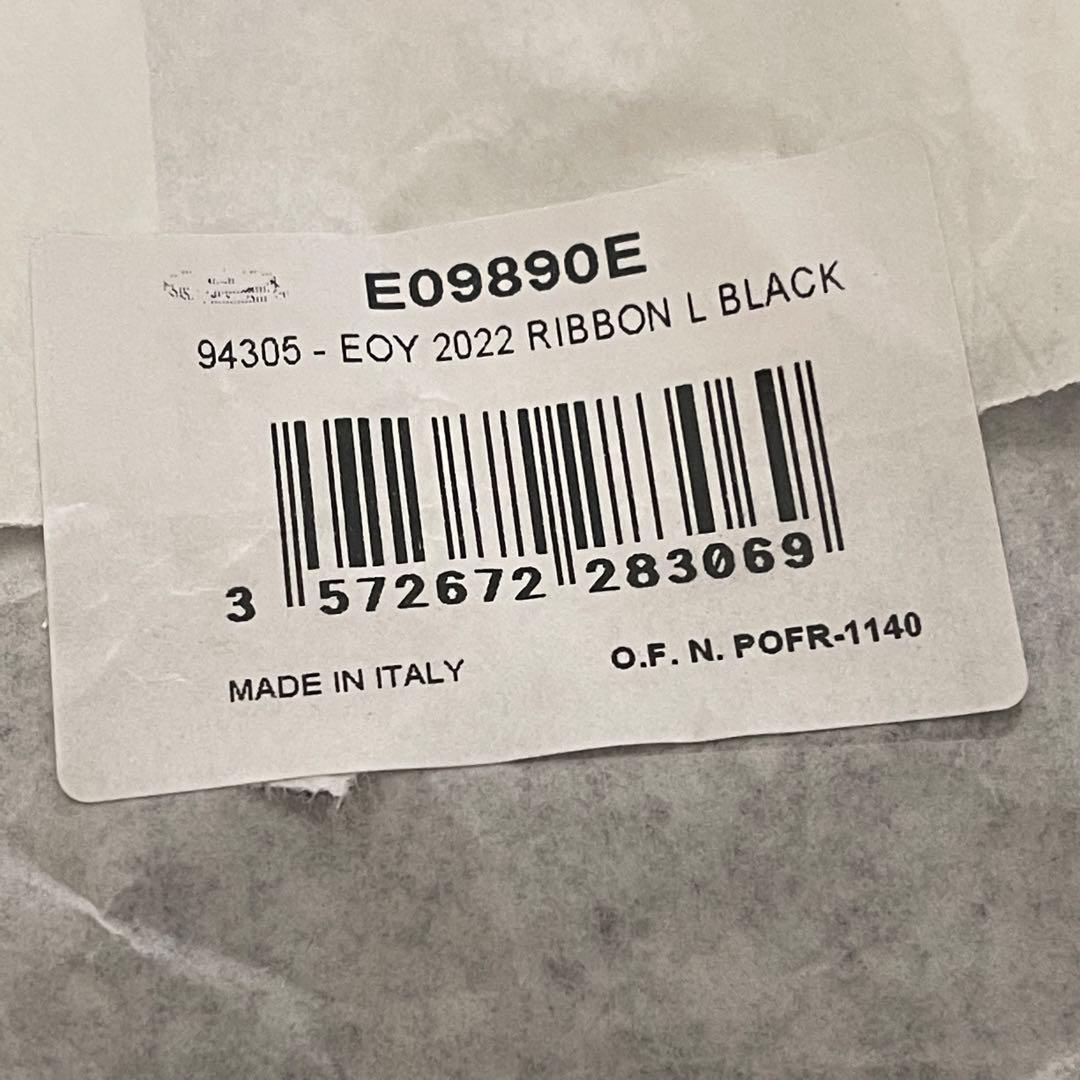 E09890E
94305 - EOY 2022 RIBBON L BLACK
3 572672 283069
MADE IN ITALY
O.F. N. POFR-1140